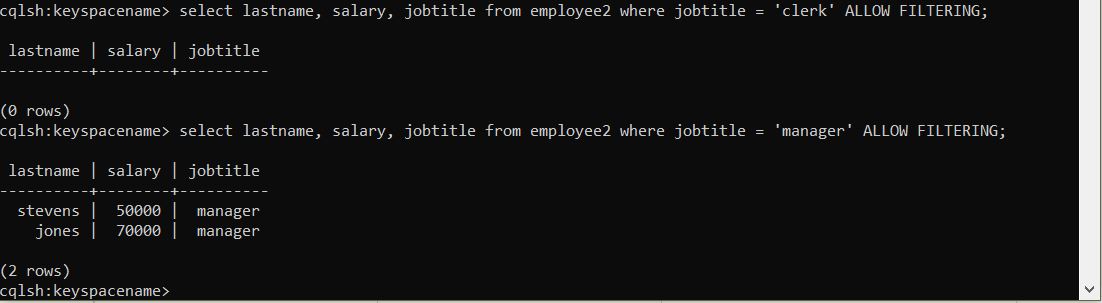 cqlsh:keyspacename> select lastname, salary, jobtitle from employee2 where jobtitle = 'clerk' ALLOW FILTERING;
 lastname | salary | jobtitle
----------+--------+----------
(0 rows)
cqlsh:keyspacename> select lastname, salary, jobtitle from employee2 where jobtitle = 'manager' ALLOW FILTERING;
 lastname | salary | jobtitle
----------+--------+----------
  stevens |  50000 |  manager
    jones |  70000 |  manager
(2 rows)
cqlsh:keyspacename>